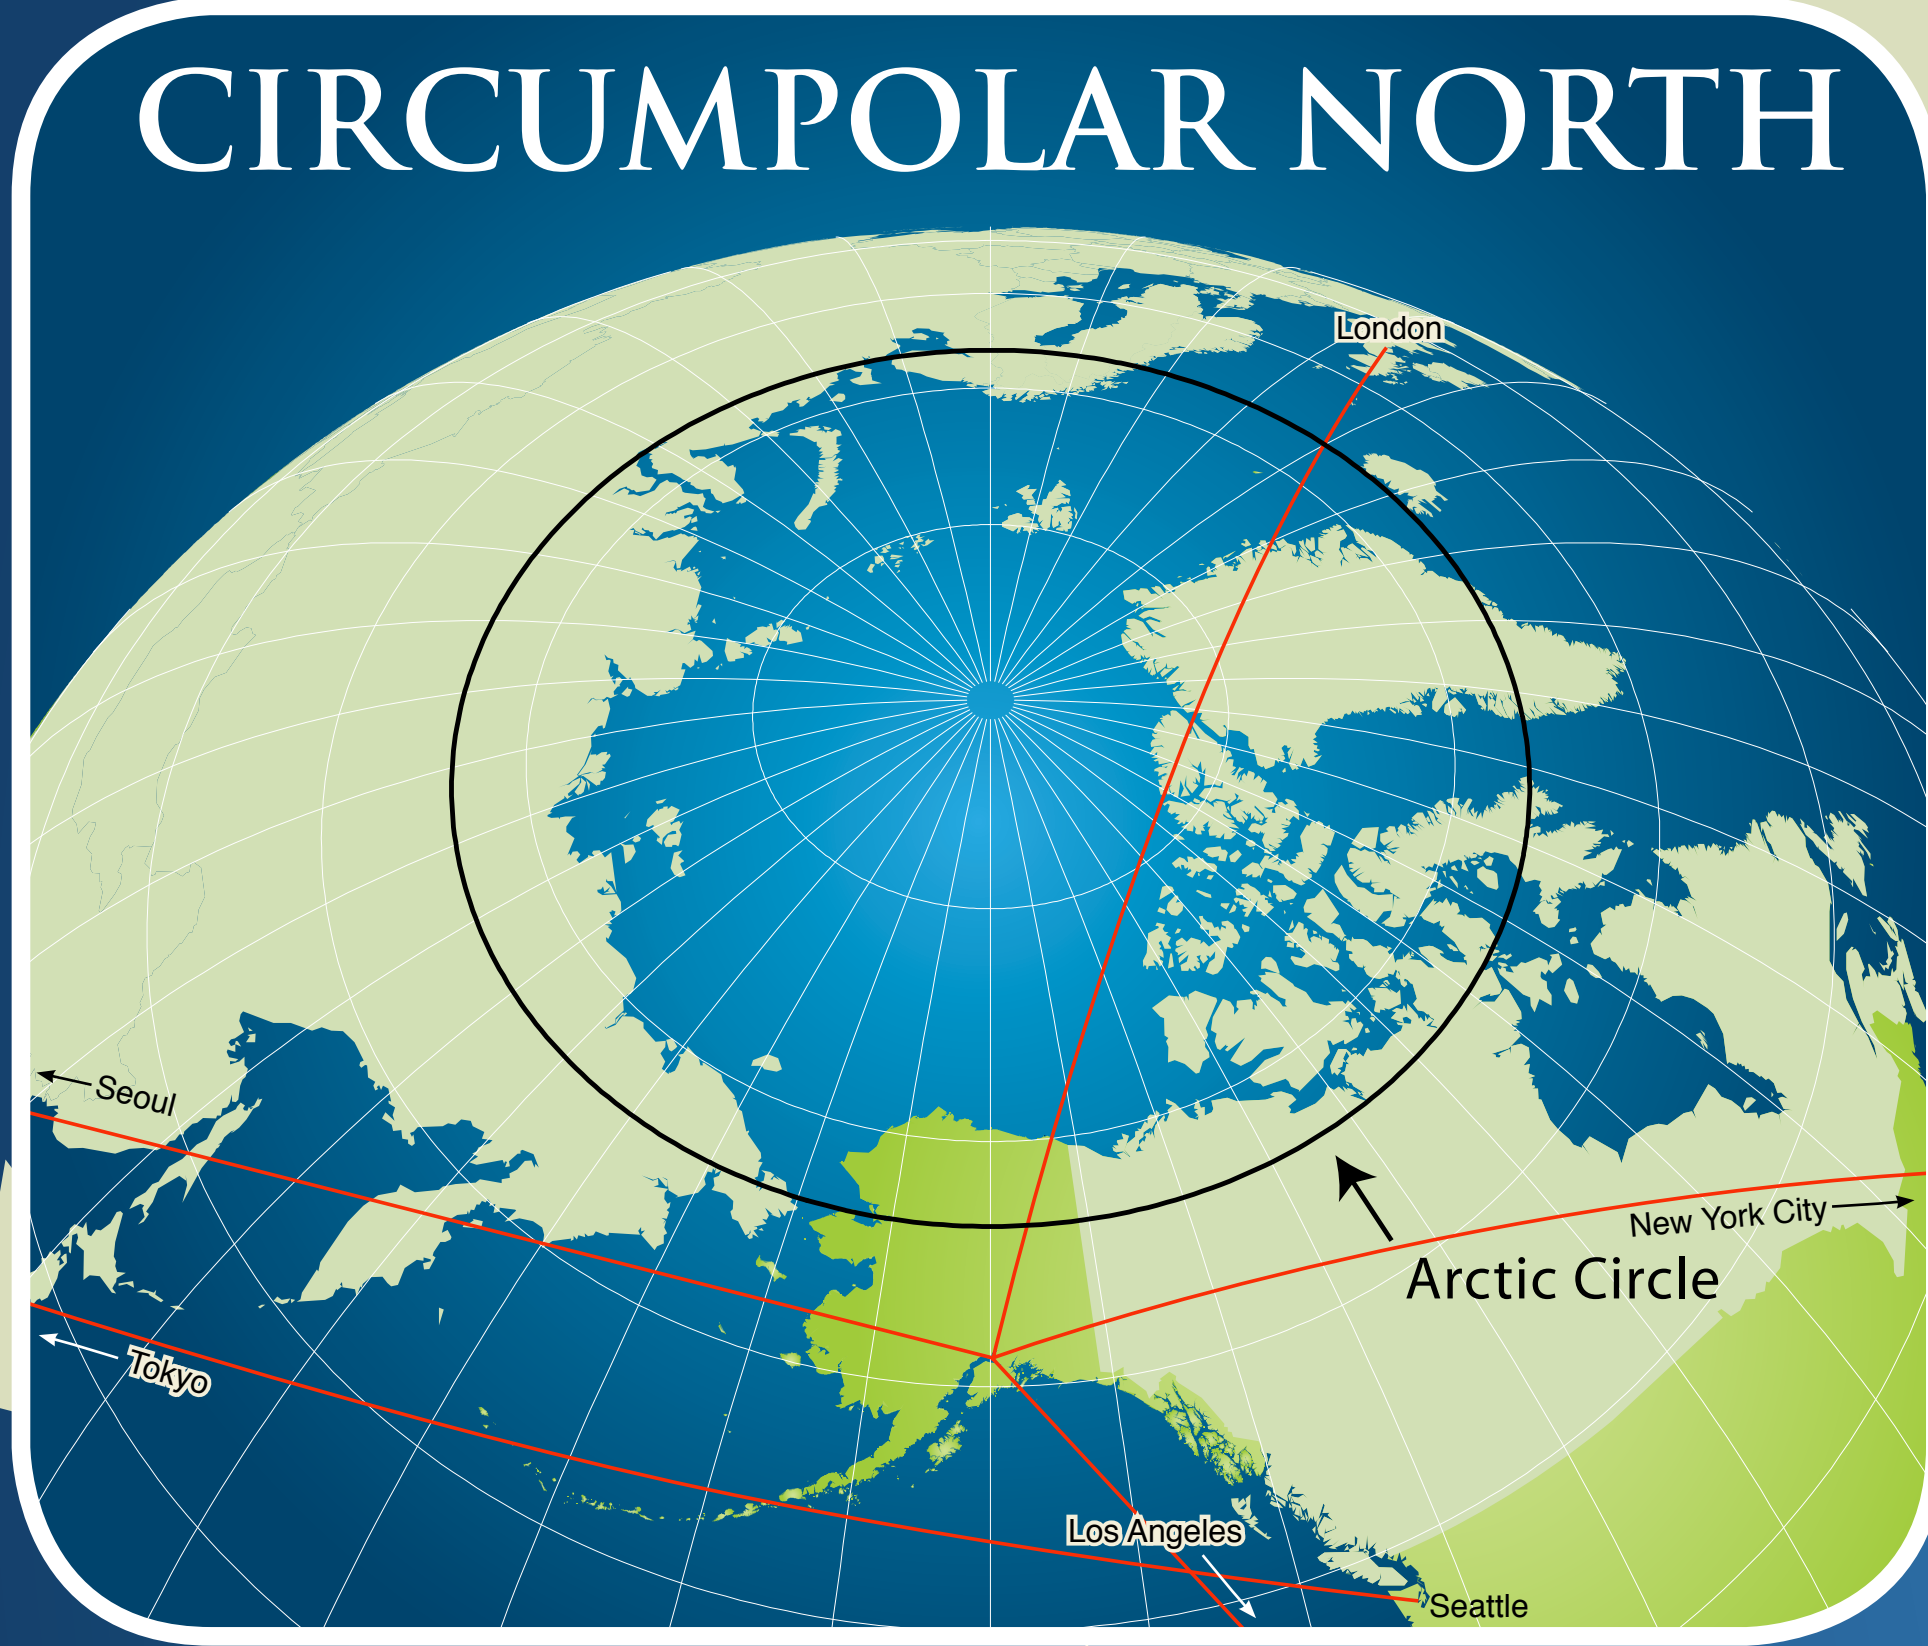 CIRCUMPOLAR NORTH
London
Seoul
New York City
Arctic Circle
Tokyo
Los Angeles
Seattle